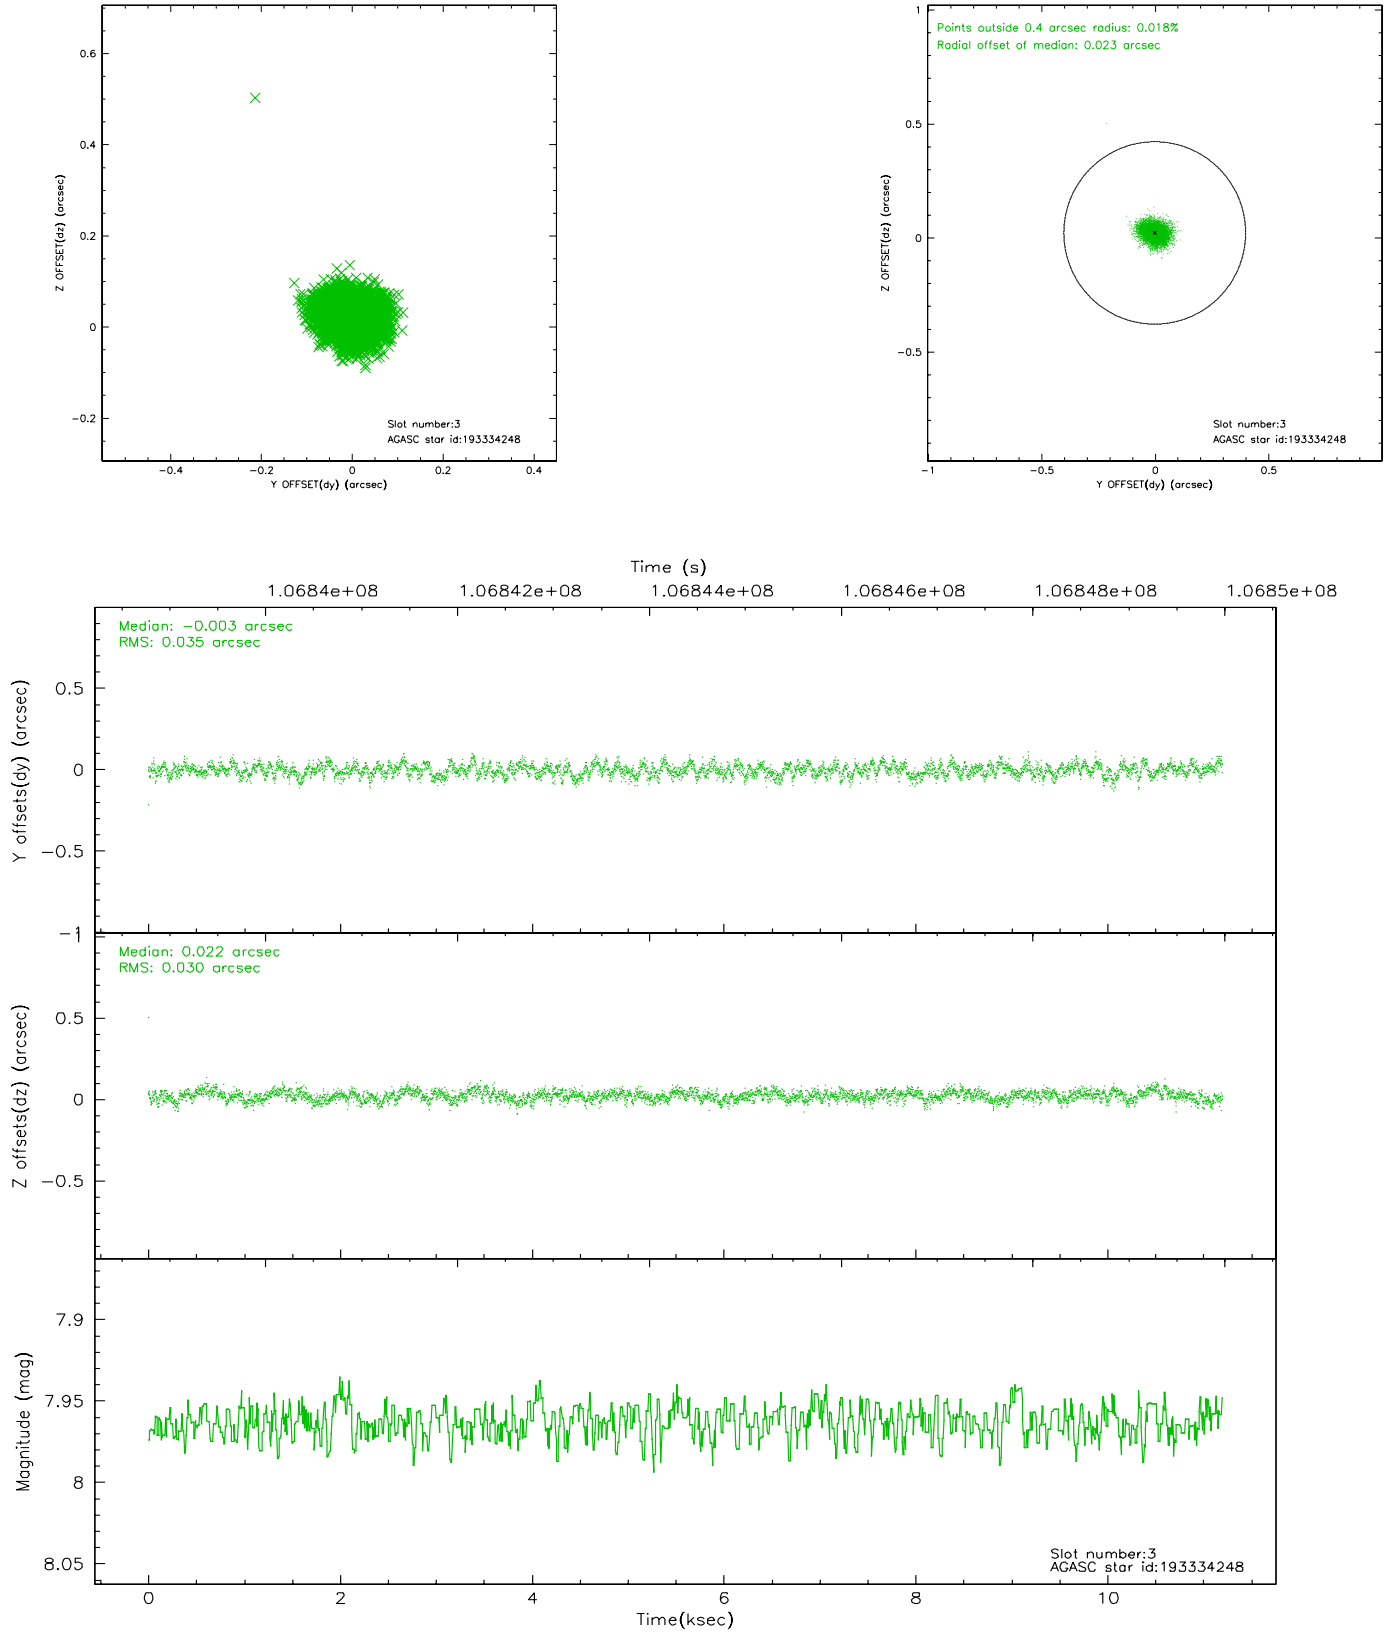 0.6
0.4
0.2
0
−0.2
−0.4
−0.2
0
0.2
0.4
Z OFFSET(dz) (arcsec)
Y OFFSET(dy) (arcsec)
Slot number:3
AGASC star id:193334248
Points outside 0.4 arcsec radius: 0.018%
Radial offset of median: 0.023 arcsec
1
0.5
0
−0.5
−1
−0.5
0
0.5
Z OFFSET(dz) (arcsec)
Y OFFSET(dy) (arcsec)
Slot number:3
AGASC star id:193334248
Time (s)
1.0684e+08
1.06842e+08
1.06844e+08
1.06846e+08
1.06848e+08
1.0685e+08
Median: −0.003 arcsec
RMS: 0.035 arcsec
0.5
0
−0.5
−1
Y offsets(dy) (arcsec)
Median: 0.022 arcsec
RMS: 0.030 arcsec
1
0.5
0
−0.5
Z offsets(dz) (arcsec)
7.9
7.95
8
8.05
Magnitude (mag)
Slot number:3
AGASC star id:193334248
0
2
4
6
8
10
Time(ksec)